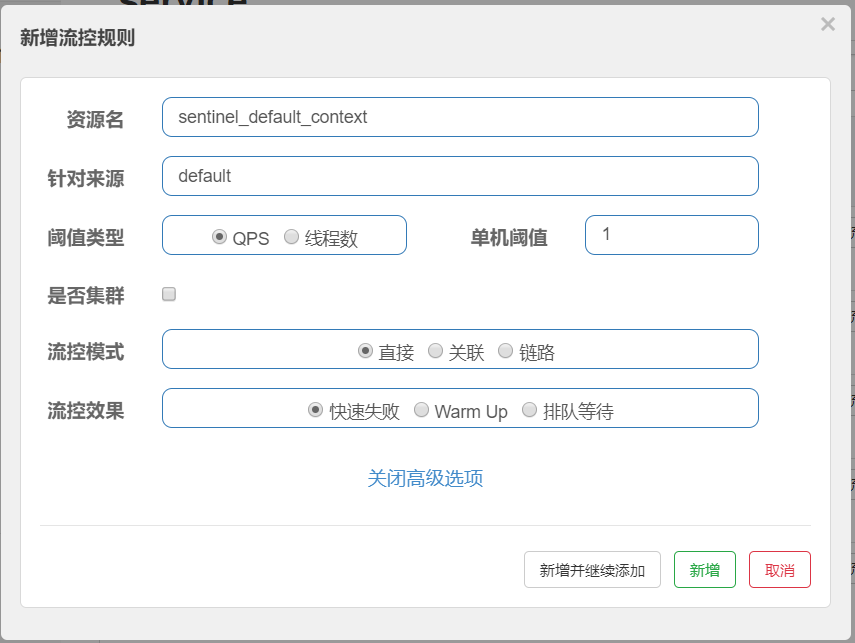 service
新增流控规则
×
资源名 sentinel_default_context
针对来源 default
阈值类型 QPS 线程数 单机阈值 1
是否集群
流控模式 直接 关联 链路
流控效果 快速失败 Warm Up 排队等待
关闭高级选项
新增并继续添加 新增 取消